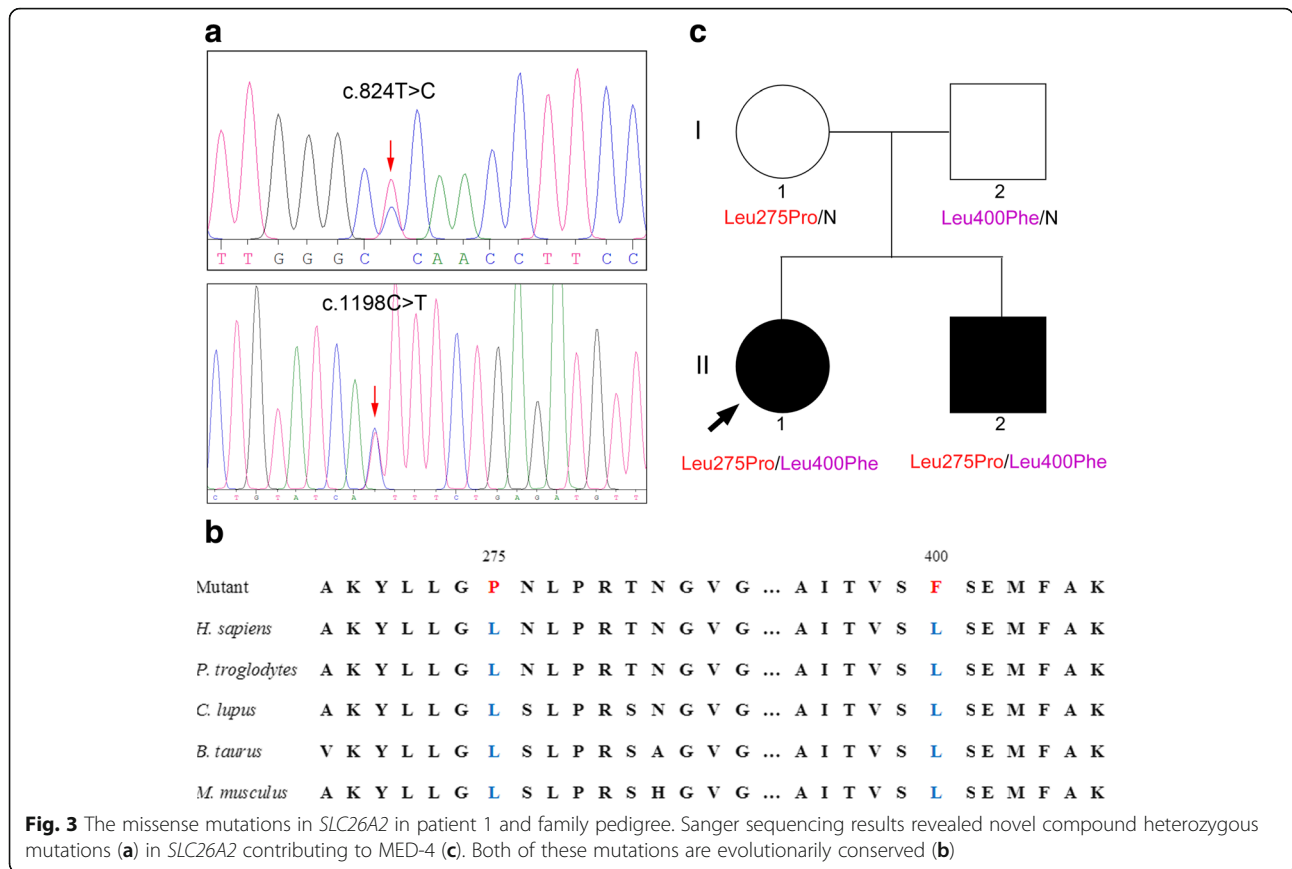 a
c.824T>C
T T G G G C C A A C C T T C C
c.1198C>T
C T G T A T C A T T T C T G A G A T G T T
c
I
1
2
Leu275Pro/N
Leu400Phe/N
II
1
2
Leu275Pro/Leu400Phe
Leu275Pro/Leu400Phe
b
275
400
Mutant A K Y L L G P N L P R T N G V G ... A I T V S F S E M F A K
H. sapiens A K Y L L G L N L P R T N G V G ... A I T V S L S E M F A K
P. troglodytes A K Y L L G L N L P R T N G V G ... A I T V S L S E M F A K
C. lupus A K Y L L G L S L P R S N G V G ... A I T V S L S E M F A K
B. taurus V K Y L L G L S L P R S A G V G ... A I T V S L S E M F A K
M. musculus A K Y L L G L S L P R S H G V G ... A I T V S L S E M F A K
Fig. 3 The missense mutations in SLC26A2 in patient 1 and family pedigree. Sanger sequencing results revealed novel compound heterozygous
mutations (a) in SLC26A2 contributing to MED-4 (c). Both of these mutations are evolutionarily conserved (b)